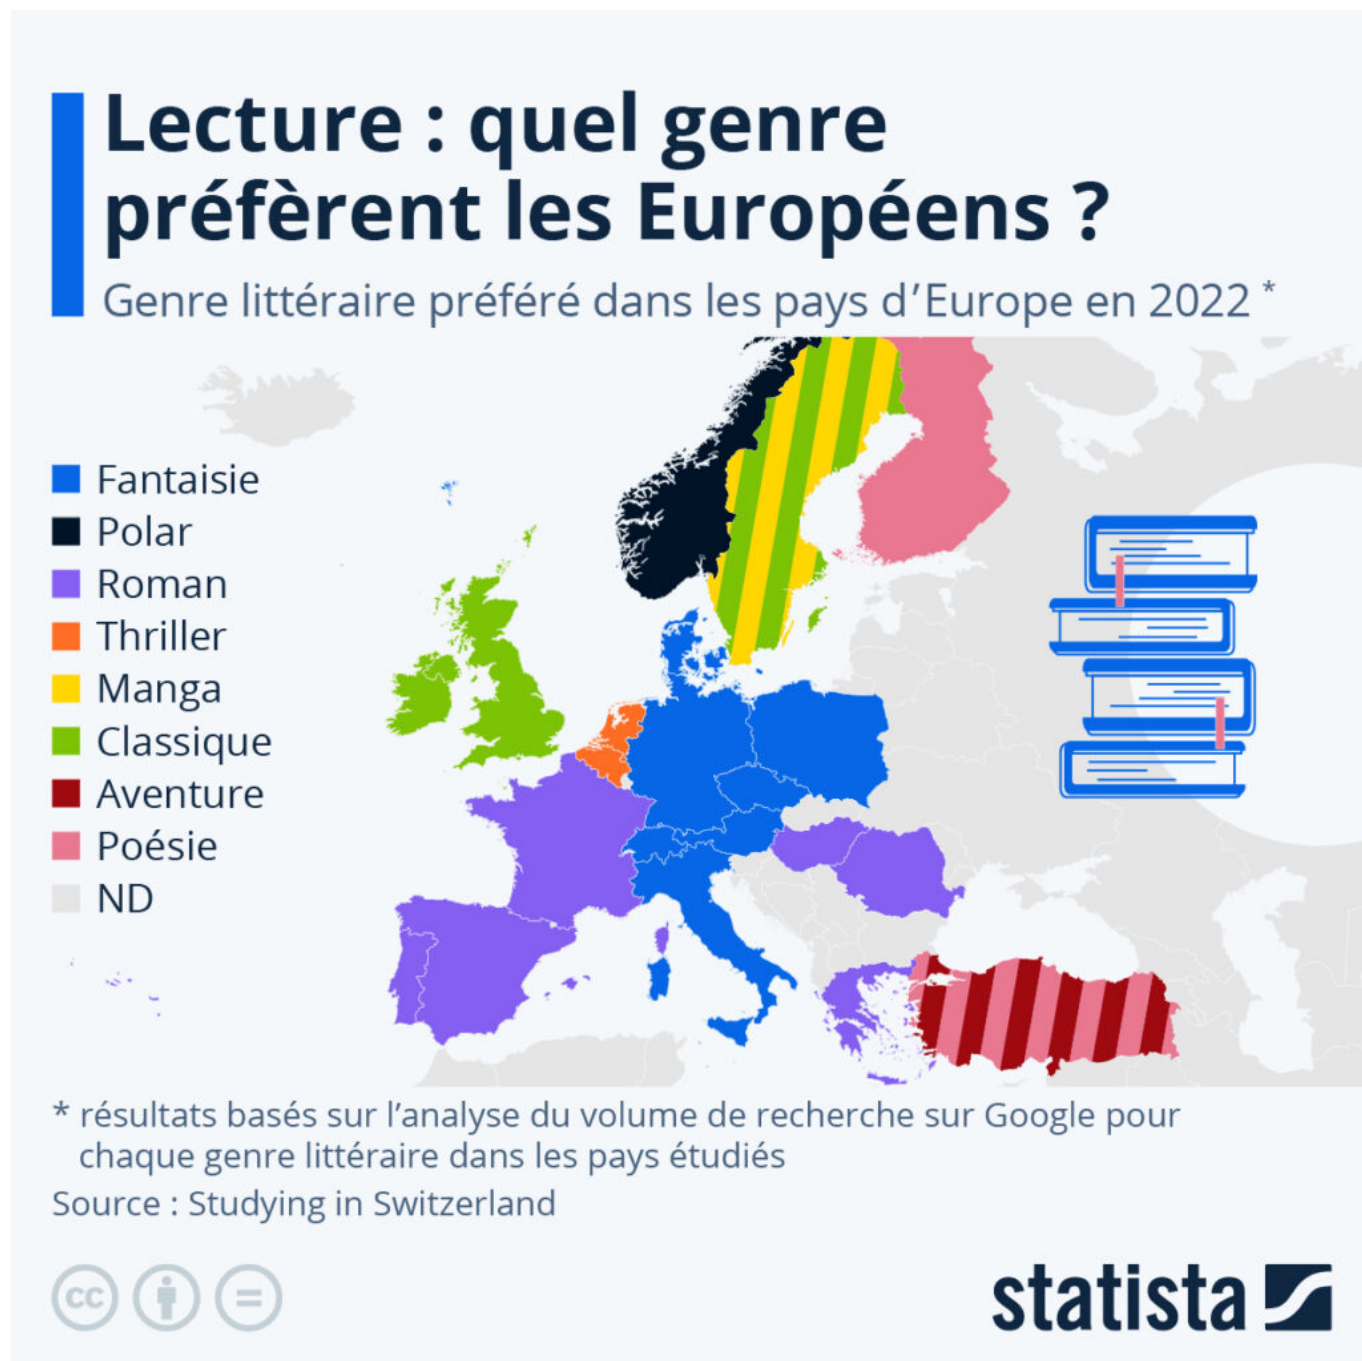 Lecture : quel genre
préfèrent les Européens ?
Genre littéraire préféré dans les pays d’Europe en 2022 *
Fantaisie
Polar
Roman
Thriller
Manga
Classique
Aventure
Poésie
ND
* résultats basés sur l’analyse du volume de recherche sur Google pour
chaque genre littéraire dans les pays étudiés
Source : Studying in Switzerland
cc
=
statista